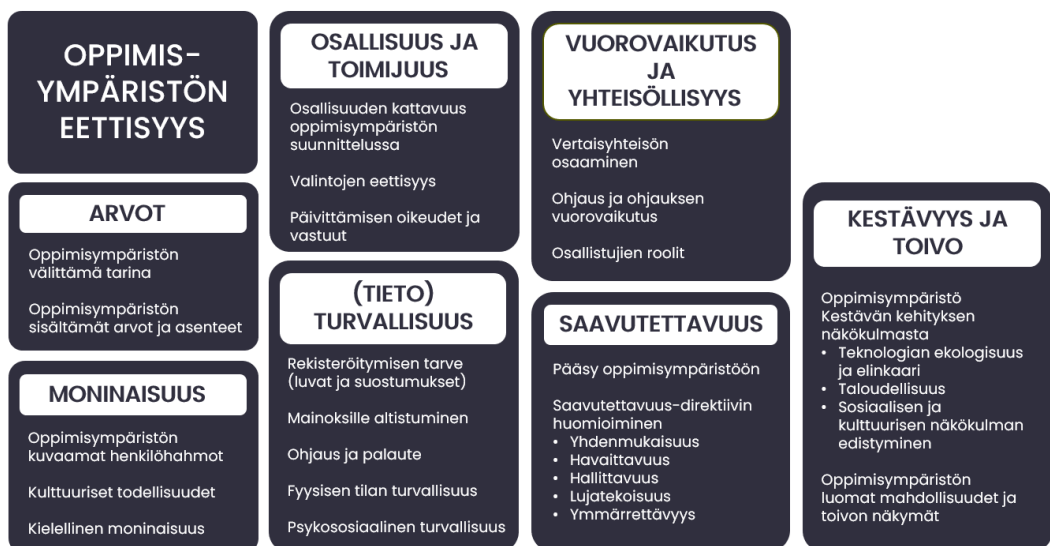 OPPIMIS-
YMPÄRISTÖN
EETTISYYS
ARVOT
Oppimisympäristön
välittämä tarina
Oppimisympäristön
sisältämät arvot ja asenteet
MONINAISUUS
Oppimisympäristön
kuvaamat henkilöhahmot
Kulttuuriset todellisuudet
Kielellinen moninaisuus
OSALLISUUS JA
TOIMIJUUS
Osallisuuden kattavuus
oppimisympäristön
suunnittelussa
Valintojen eettisyys
Päivittämisen oikeudet ja
vastuut
(TIETO)
TURVALLISUUS
Rekisteröitymisen tarve
(luvat ja suostumukset)
Mainoksille altistuminen
Ohjaus ja palaute
Fyysisen tilan turvallisuus
Psykososiaalinen turvallisuus
VUOROVAIKUTUS
JA
YHTEISÖLLISYYS
Vertaisyhteisön
osaaminen
Ohjaus ja ohjauksen
vuorovaikutus
Osallistujien roolit
SAAVUTETTAVUUS
Pääsy oppimisympäristöön
Saavutettavuus-direktiivin
huomioiminen
• Yhdenmukaisuus
• Havaittavuus
• Hallittavuus
• Lujatekoisuus
• Ymmärrettävyys
KESTÄVYYS JA
TOIVO
Oppimisympäristö
Kestävän kehityksen
näkökulmasta
• Teknologian ekologisuus
ja elinkaari
• Taloudellisuus
• Sosiaalisen ja
kulttuurisen näkökulman
edistyminen
Oppimisympäristön
luomat mahdollisuudet ja
toivon näkymät